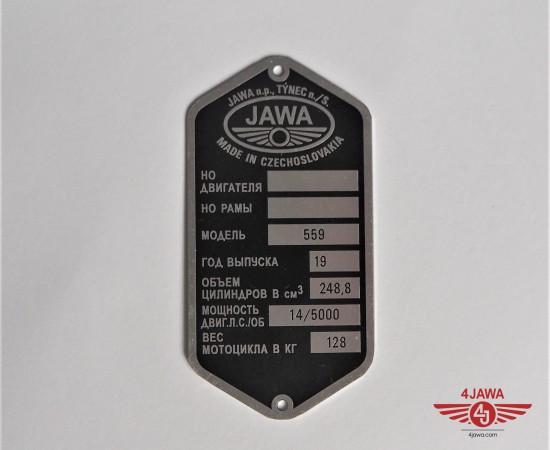 JAWA n.p., TÝNEC n./S.
JAWA
MADE IN CZECHOSLOVAKIA
НО
ДВИГАТЕЛЯ
НО РАМЫ
МОДЕЛЬ 559
ГОД ВЫПУСКА 19
ОБЪЕМ
ЦИЛИНДРОВ В см³ 248,8
МОЩНОСТЬ
ДВИГ.Л.С./ОБ 14/5000
ВЕС
МОТОЦИКЛА В КГ 128
4JAWA
4J
4jawa.com